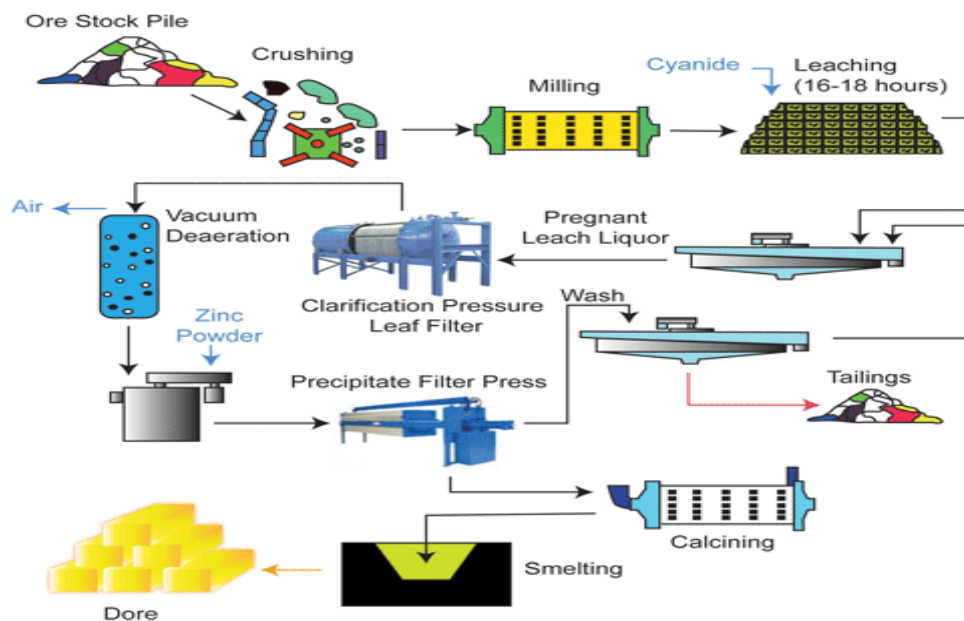 Ore Stock Pile
Crushing
Milling
Cyanide
Leaching
(16-18 hours)
Air
Vacuum
Deaeration
Clarification Pressure
Leaf Filter
Pregnant
Leach Liquor
Zinc
Powder
Precipitate Filter Press
Wash
Tailings
Calcining
Smelting
Dore